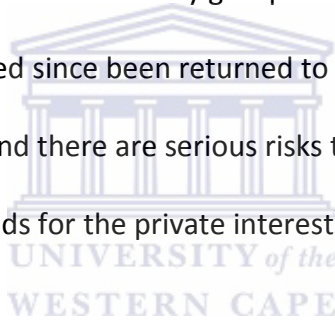 ed since been returned to
nd there are serious risks t
ds for the private interest
UNIVERSITY of the
WESTERN CAPE